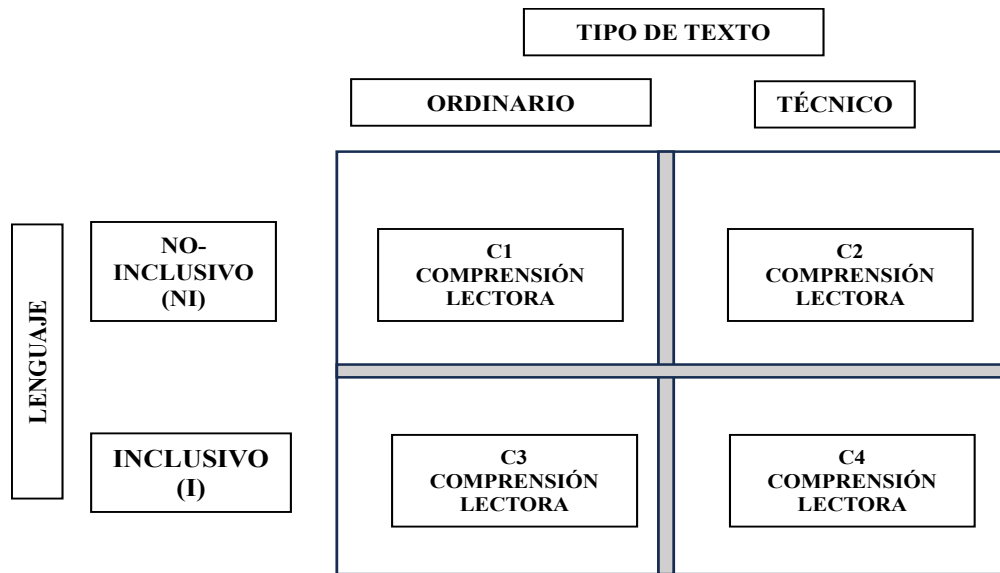 TIPO DE TEXTO
ORDINARIO
TÉCNICO
LENGUAJE
NO-
INCLUSIVO
(NI)
C1
COMPRENSIÓN
LECTORA
C2
COMPRENSIÓN
LECTORA
INCLUSIVO
(I)
C3
COMPRENSIÓN
LECTORA
C4
COMPRENSIÓN
LECTORA